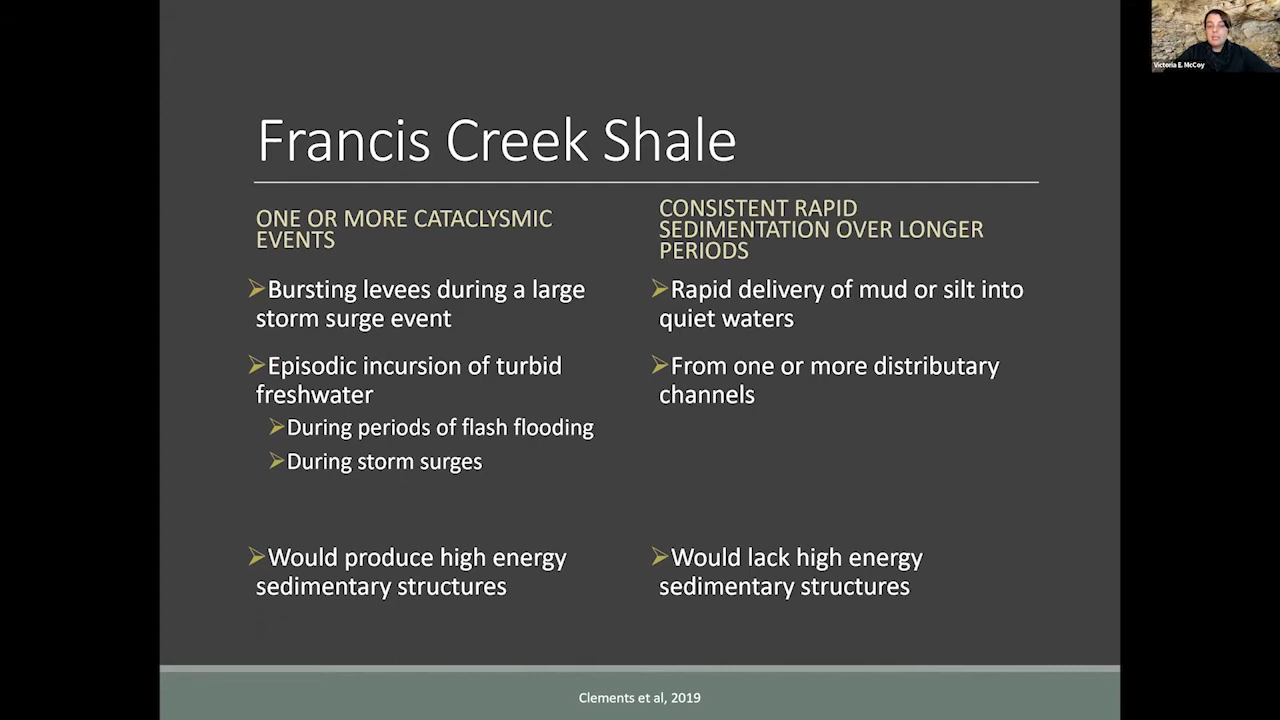 Francis Creek Shale
ONE OR MORE CATACLYSMIC
EVENTS
➢Bursting levees during a large
storm surge event
➢Episodic incursion of turbid
freshwater
➢During periods of flash flooding
➢During storm surges
➢Would produce high energy
sedimentary structures
CONSISTENT RAPID
SEDIMENTATION OVER LONGER
PERIODS
➢Rapid delivery of mud or silt into
quiet waters
➢From one or more distributary
channels
➢Would lack high energy
sedimentary structures
Clements et al, 2019
Victoria E. McCoy